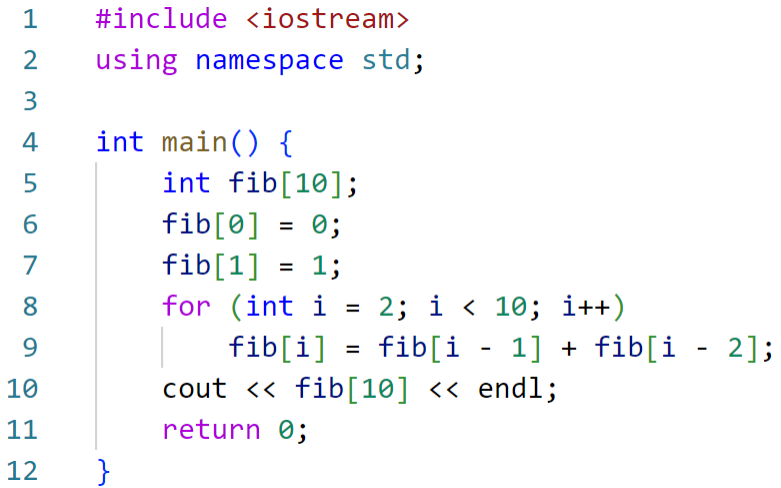 1 #include <iostream>
2 using namespace std;
3
4 int main() {
5     int fib[10];
6     fib[0] = 0;
7     fib[1] = 1;
8     for (int i = 2; i < 10; i++)
9         fib[i] = fib[i - 1] + fib[i - 2];
10     cout << fib[10] << endl;
11     return 0;
12 }